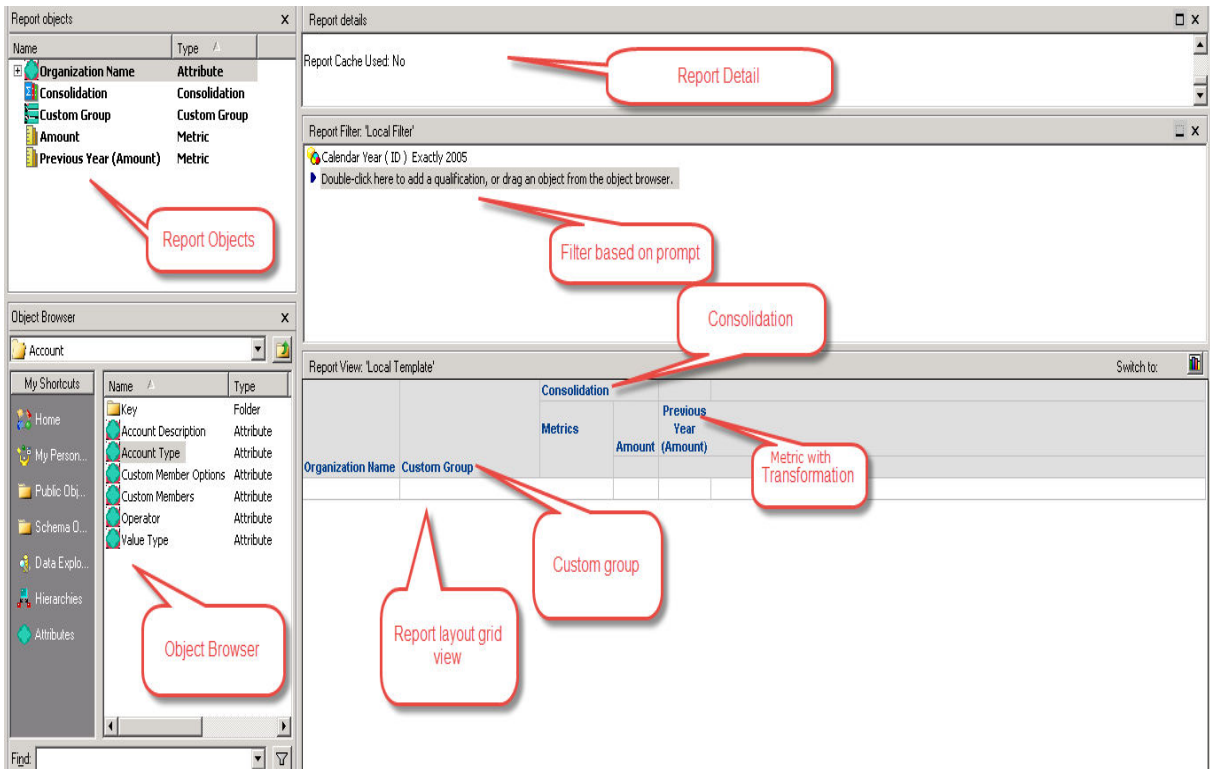 Report objects X
Name Type
Organization Name Attribute
Consolidation Consolidation
Custom Group Custom Group
Amount Metric
Previous Year (Amount) Metric
Report Objects
Object Browser X
Account
My Shortcuts
Home
My Person...
Public Obj...
Schema O...
Data Explo...
Hierarchies
Attributes
Name Type
Key Folder
Account Description Attribute
Account Type Attribute
Custom Member Options Attribute
Custom Members Attribute
Operator Attribute
Value Type Attribute
Object Browser
Find:
Report details X
Report Cache Used: No
Report Detail
Report Filter: 'Local Filter' X
Calendar Year ( ID ) Exactly 2005
Double-click here to add a qualification, or drag an object from the object browser.
Filter based on prompt
Consolidation
Report View: 'Local Template' Switch to:
Consolidation
Metrics
Amount
Previous
Year
(Amount)
Organization Name Custom Group
Metric with
Transformation
Custom group
Report layout grid
view